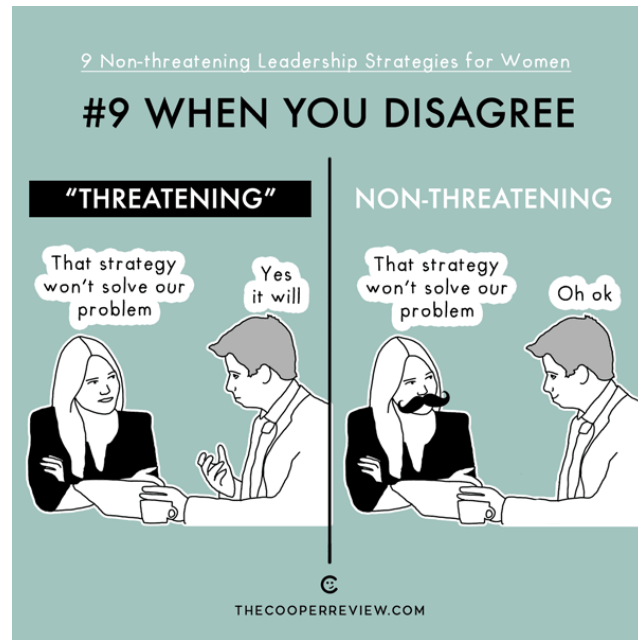 9 Non-threatening Leadership Strategies for Women
#9 WHEN YOU DISAGREE
“THREATENING”
That strategy
won’t solve our
problem
Yes
it will
NON-THREATENING
That strategy
won’t solve our
problem
Oh ok
THECOOPERREVIEW.COM